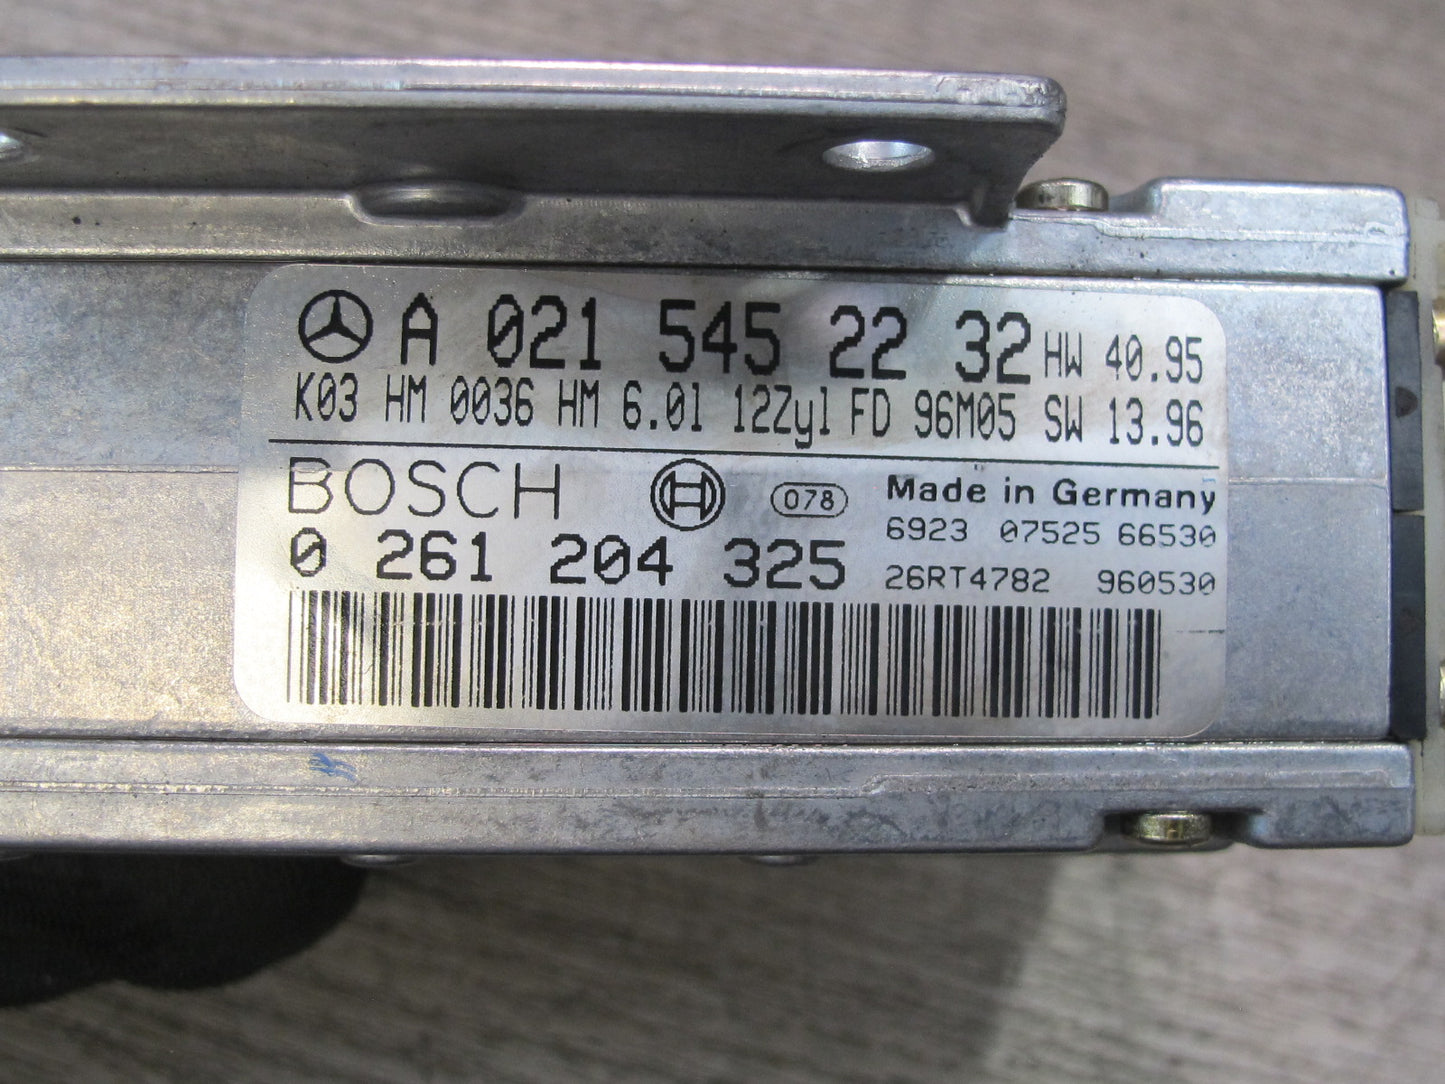 A 021 545 22 32 HW 40.95
K03 HM 0036 HM 6.0l 12Zyl FD 96M05 SW 13.96
BOSCH 078 Made in Germany
6923 07525 66530
0 261 204 325 26RT4782 960530